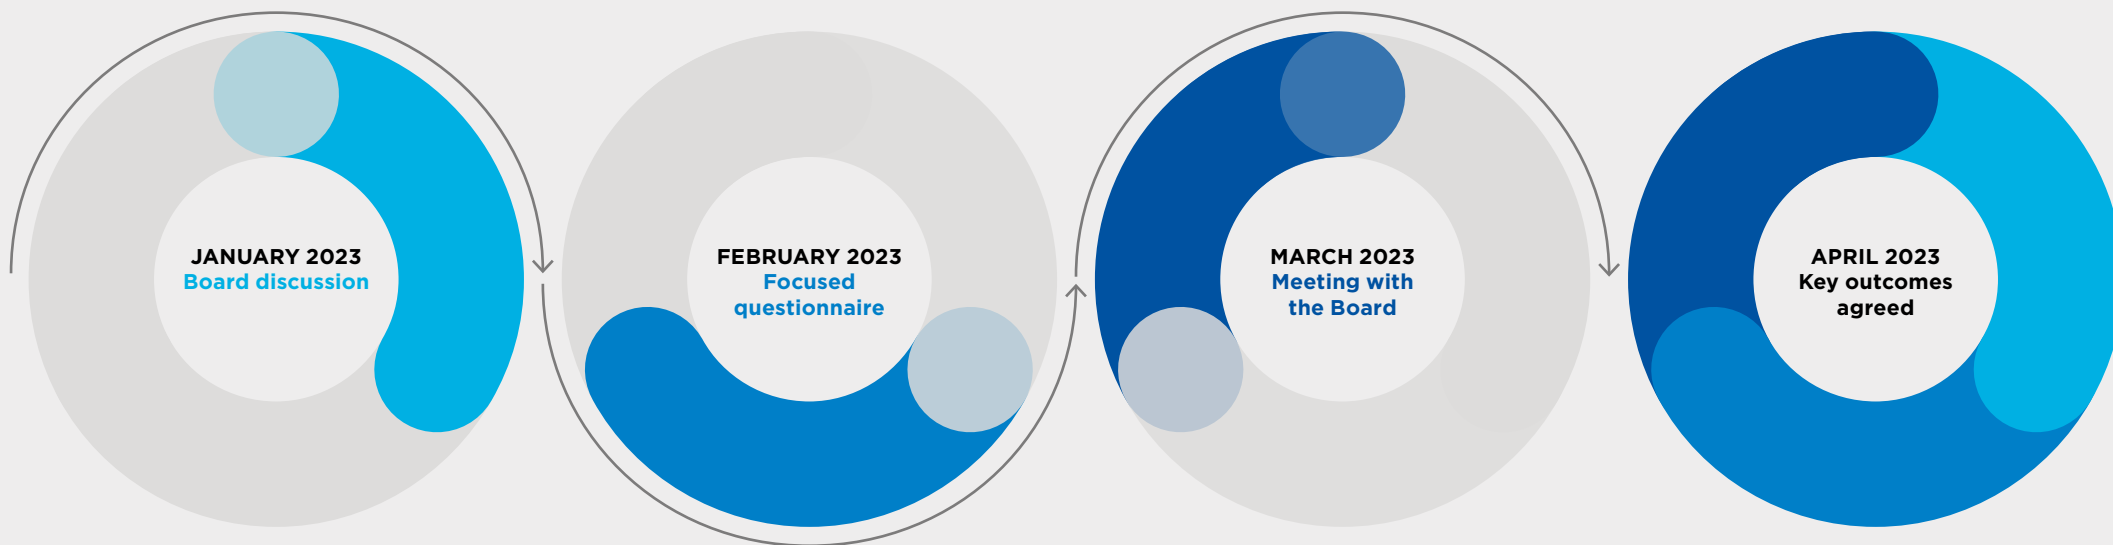 JANUARY 2023
Board discussion
FEBRUARY 2023
Focused
questionnaire
MARCH 2023
Meeting with
the Board
APRIL 2023
Key outcomes
agreed